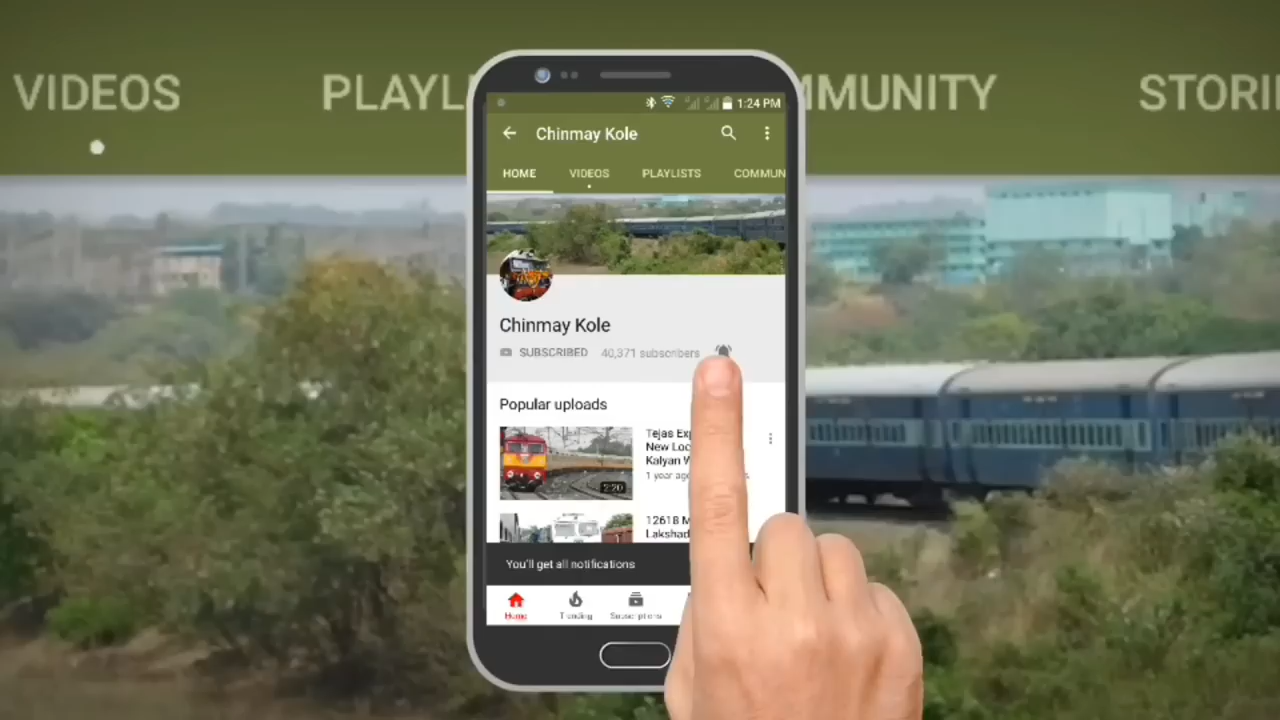 VIDEOS PLAYL MMUNITY STORI
1:24 PM
Chinmay Kole
HOME VIDEOS PLAYLISTS COMMUN
Chinmay Kole
SUBSCRIBED 40,371 subscribers
Popular uploads
Tejas Exp
New Loc
Kalyan W
1 year ago
2:20
12618 M
Lakshad
You'll get all notifications
Home Trending Subscriptions